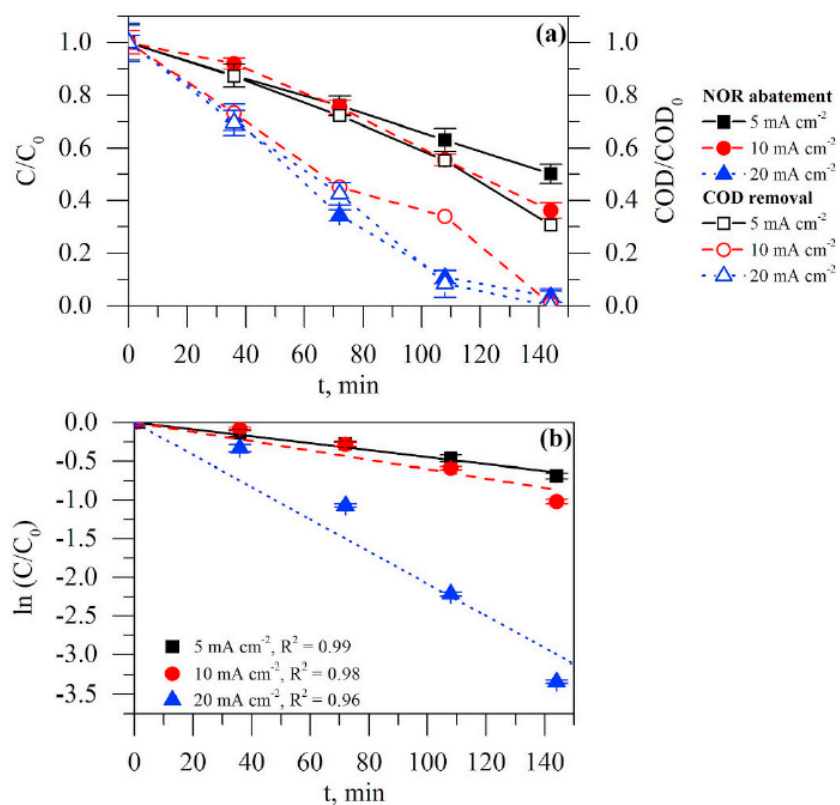 (a)
1.0
0.8
0.6
0.4
0.2
0.0
C/C₀
1.0
0.8
0.6
0.4
0.2
0.0
COD/COD₀
0 20 40 60 80 100 120 140
t, min
NOR abatement
5 mA cm⁻²
10 mA cm⁻²
20 mA cm⁻²
COD removal
5 mA cm⁻²
10 mA cm⁻²
20 mA cm⁻²
(b)
0.0
-0.5
-1.0
-1.5
-2.0
-2.5
-3.0
-3.5
ln (C/C₀)
5 mA cm⁻², R² = 0.99
10 mA cm⁻², R² = 0.98
20 mA cm⁻², R² = 0.96
0 20 40 60 80 100 120 140
t, min